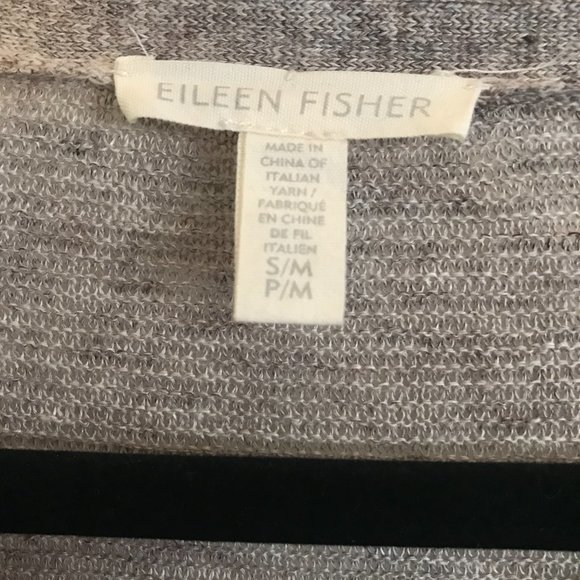 EILEEN FISHER
MADE IN
CHINA OF
ITALIAN
YARN /
FABRIQUÉ
EN CHINE
DE FIL
ITALIEN
S/M
P/M